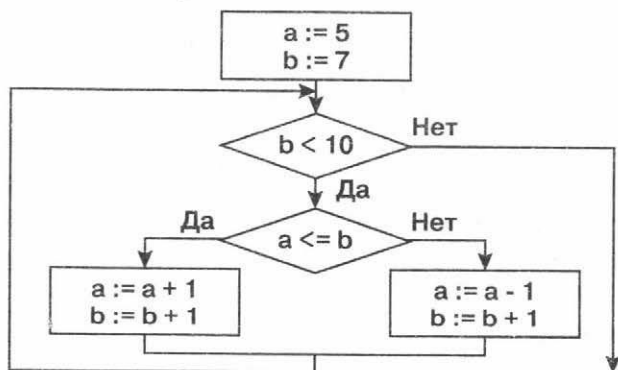 a := 5
b := 7
b < 10
Нет
Да
Да
a <= b
Нет
a := a + 1
b := b + 1
a := a - 1
b := b + 1